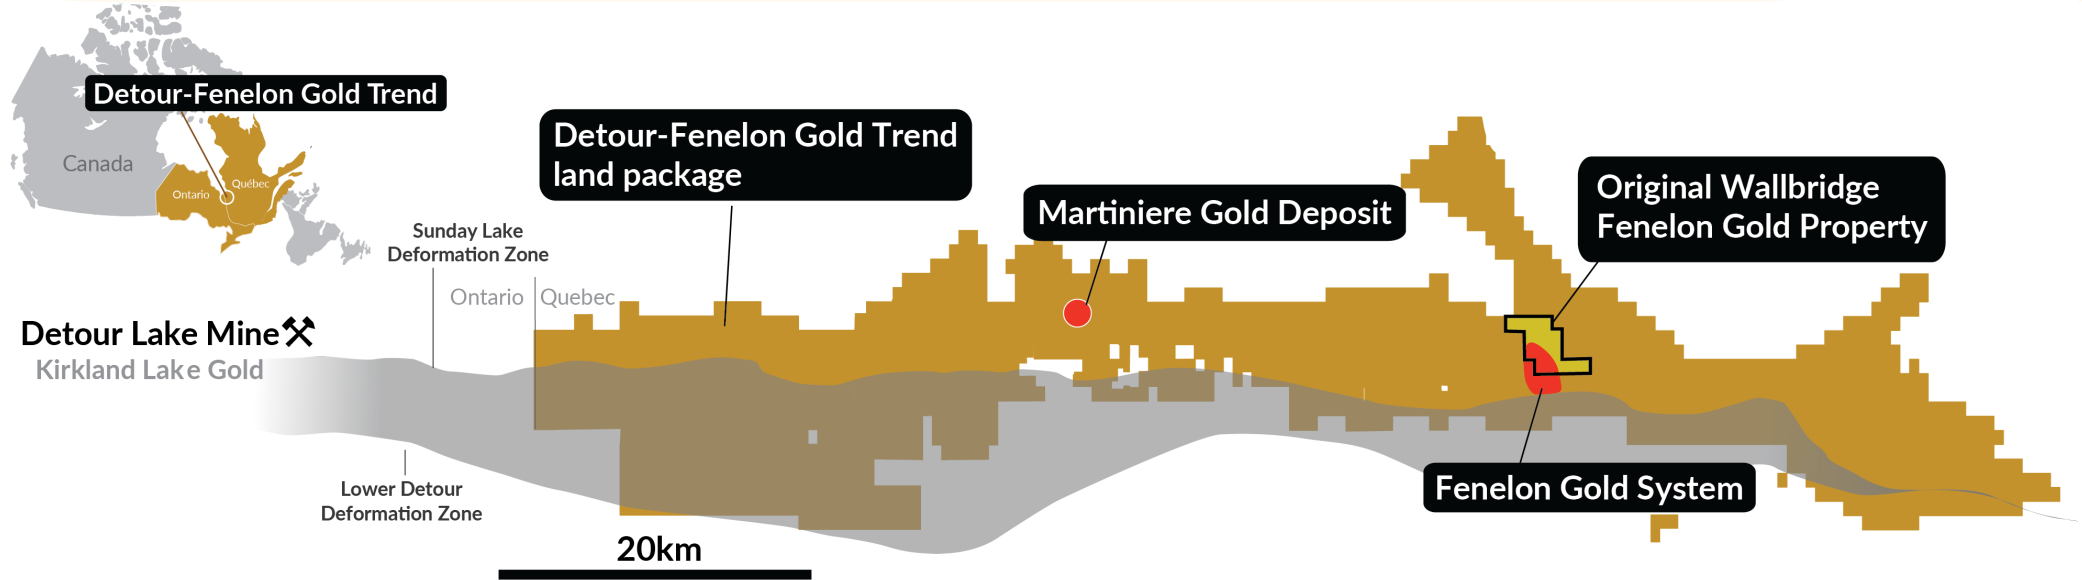 Detour-Fenelon Gold Trend
Canada
Ontario
Québec
Detour-Fenelon Gold Trend
land package
Martiniere Gold Deposit
Original Wallbridge
Fenelon Gold Property
Sunday Lake
Deformation Zone
Ontario
Quebec
Detour Lake Mine
Kirkland Lake Gold
Lower Detour
Deformation Zone
Fenelon Gold System
20km